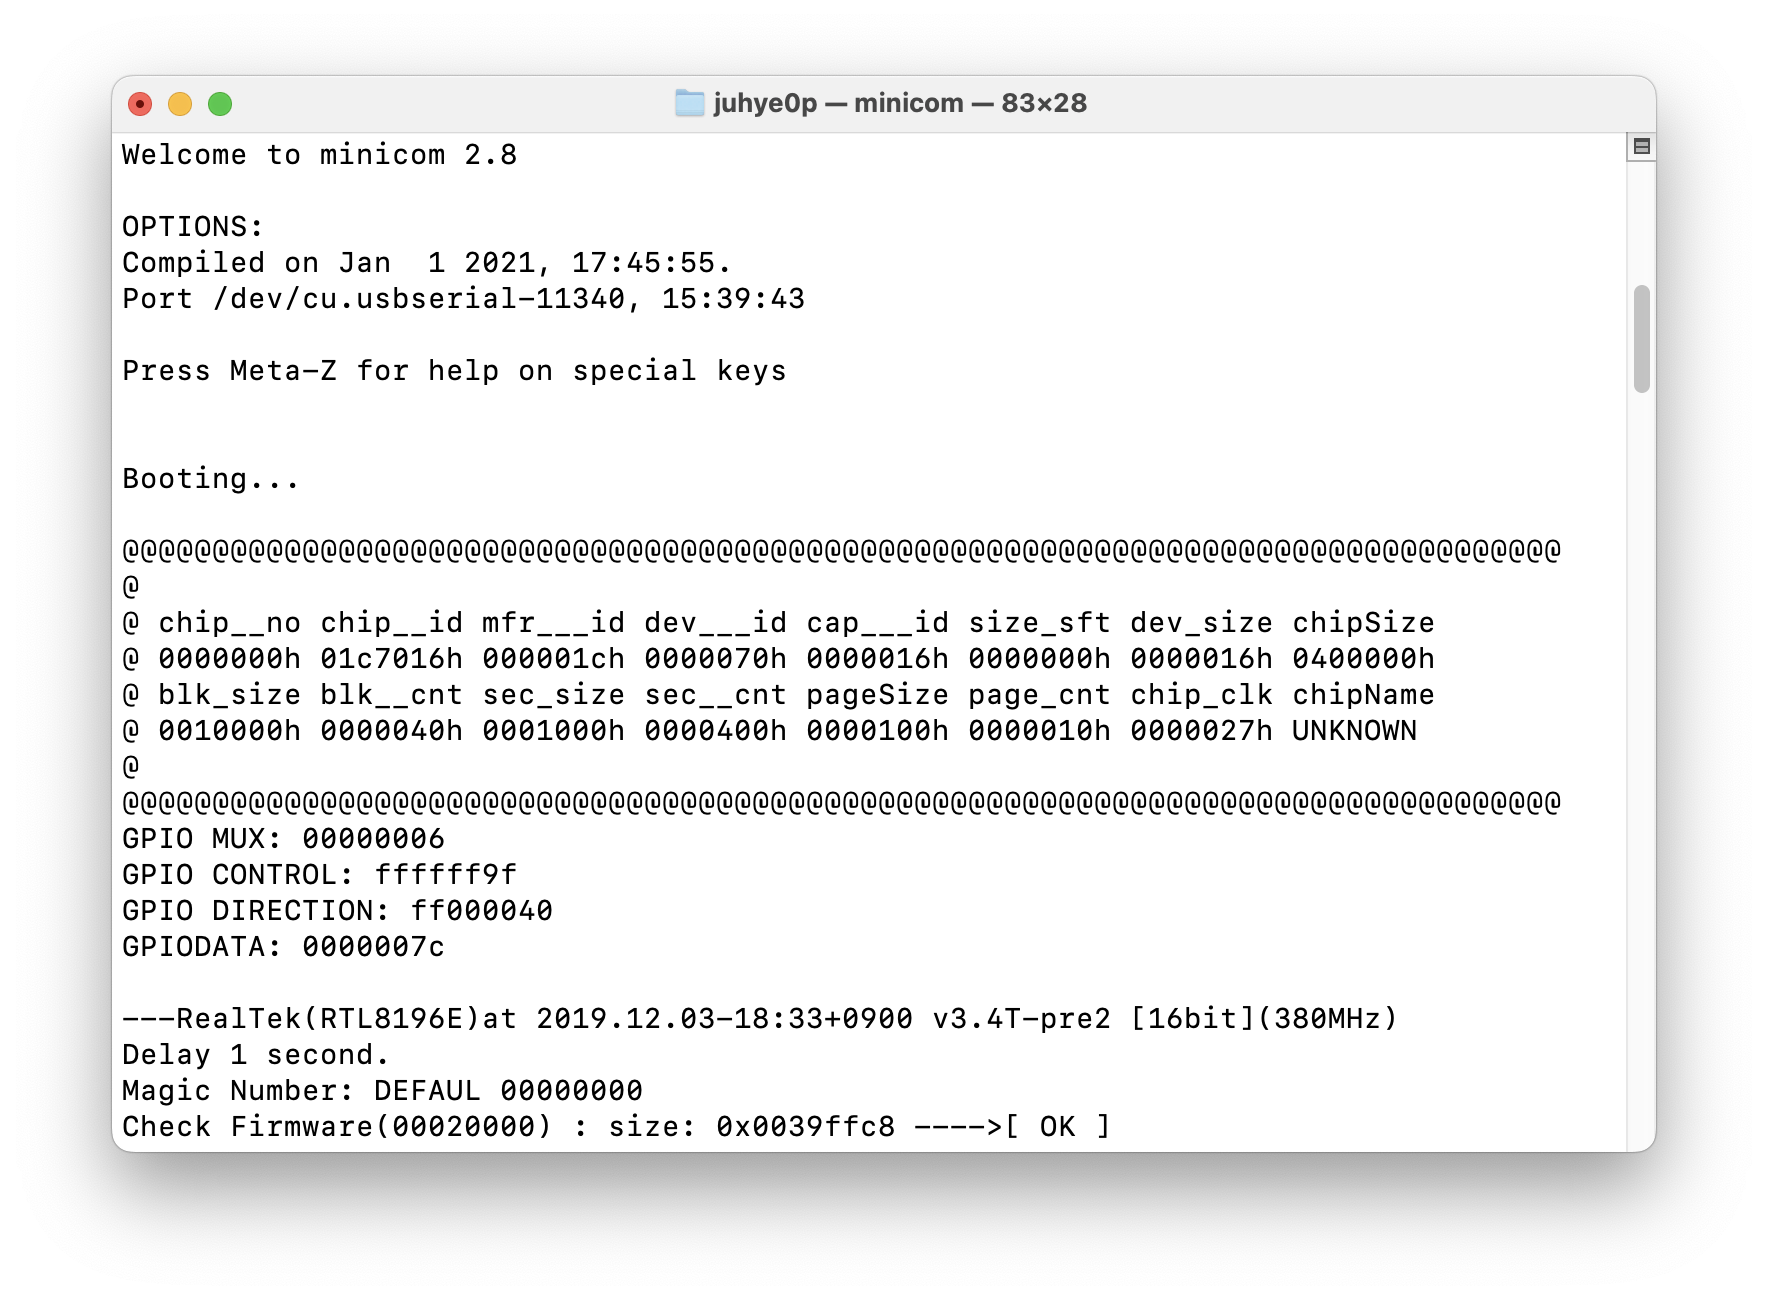 juhye0p — minicom — 83×28
Welcome to minicom 2.8
OPTIONS:
Compiled on Jan  1 2021, 17:45:55.
Port /dev/cu.usbserial-11340, 15:39:43
Press Meta-Z for help on special keys
Booting...
@@@@@@@@@@@@@@@@@@@@@@@@@@@@@@@@@@@@@@@@@@@@@@@@@@@@@@@@@@@@@@@@@@@@@@@@@@@@@@@@
@
@ chip__no chip__id mfr___id dev___id cap___id size_sft dev_size chipSize
@ 0000000h 01c7016h 000001ch 0000070h 0000016h 0000000h 0000016h 0400000h
@ blk_size blk__cnt sec_size sec__cnt pageSize page_cnt chip_clk chipName
@ 0010000h 0000040h 0001000h 0000400h 0000100h 0000010h 0000027h UNKNOWN
@
@@@@@@@@@@@@@@@@@@@@@@@@@@@@@@@@@@@@@@@@@@@@@@@@@@@@@@@@@@@@@@@@@@@@@@@@@@@@@@@@
GPIO MUX: 00000006
GPIO CONTROL: ffffff9f
GPIO DIRECTION: ff000040
GPIODATA: 0000007c
---RealTek(RTL8196E)at 2019.12.03-18:33+0900 v3.4T-pre2 [16bit](380MHz)
Delay 1 second.
Magic Number: DEFAUL 00000000
Check Firmware(00020000) : size: 0x0039ffc8 ---->[ OK ]